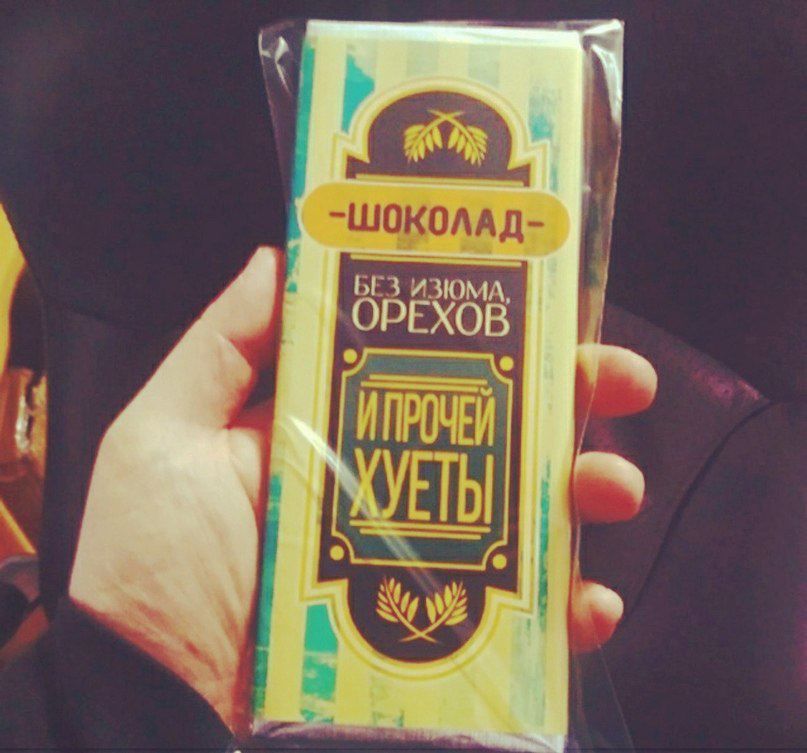 -ШОКОЛАД-
БЕЗ ИЗЮМА,
ОРЕХОВ
И ПРОЧЕЙ
ХУЕТЫ